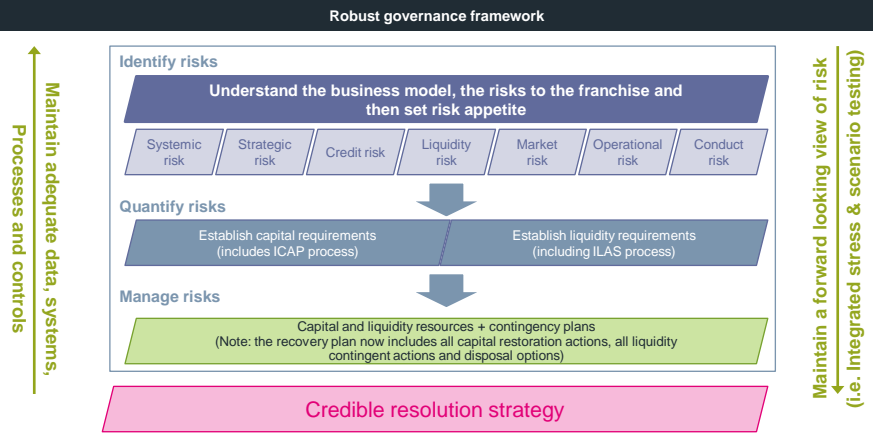 Robust governance framework
Identify risks
Understand the business model, the risks to the franchise and
then set risk appetite
Systemic
risk
Strategic
risk
Credit risk
Liquidity
risk
Market
risk
Operational
risk
Conduct
risk
Quantify risks
Establish capital requirements
(includes ICAP process)
Establish liquidity requirements
(including ILAS process)
Manage risks
Capital and liquidity resources + contingency plans
(Note: the recovery plan now includes all capital restoration actions, all liquidity
contingent actions and disposal options)
Credible resolution strategy
Maintain adequate data, systems,
Processes and controls
Maintain a forward looking view of risk
(i.e. Integrated stress & scenario testing)